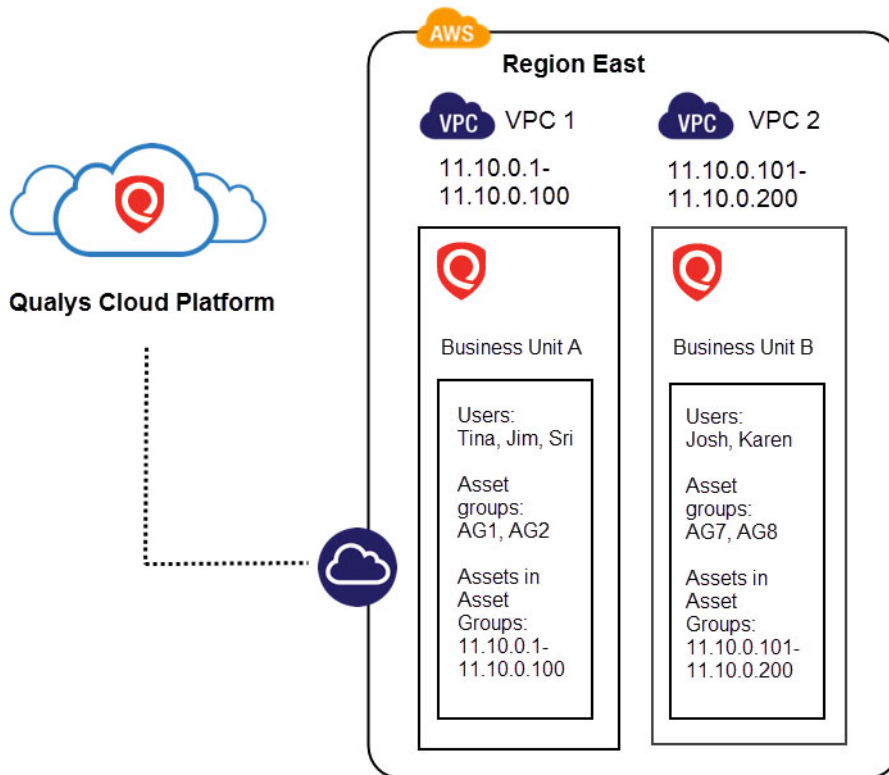 AWS
Region East
VPC
VPC 1
VPC
VPC 2
11.10.0.1-
11.10.0.100
11.10.0.101-
11.10.0.200
Qualys Cloud Platform
Business Unit A
Users:
Tina, Jim, Sri
Asset
groups:
AG1, AG2
Assets in
Asset
Groups:
11.10.0.1-
11.10.0.100
Business Unit B
Users:
Josh, Karen
Asset
groups:
AG7, AG8
Assets in
Asset
Groups:
11.10.0.101-
11.10.0.200